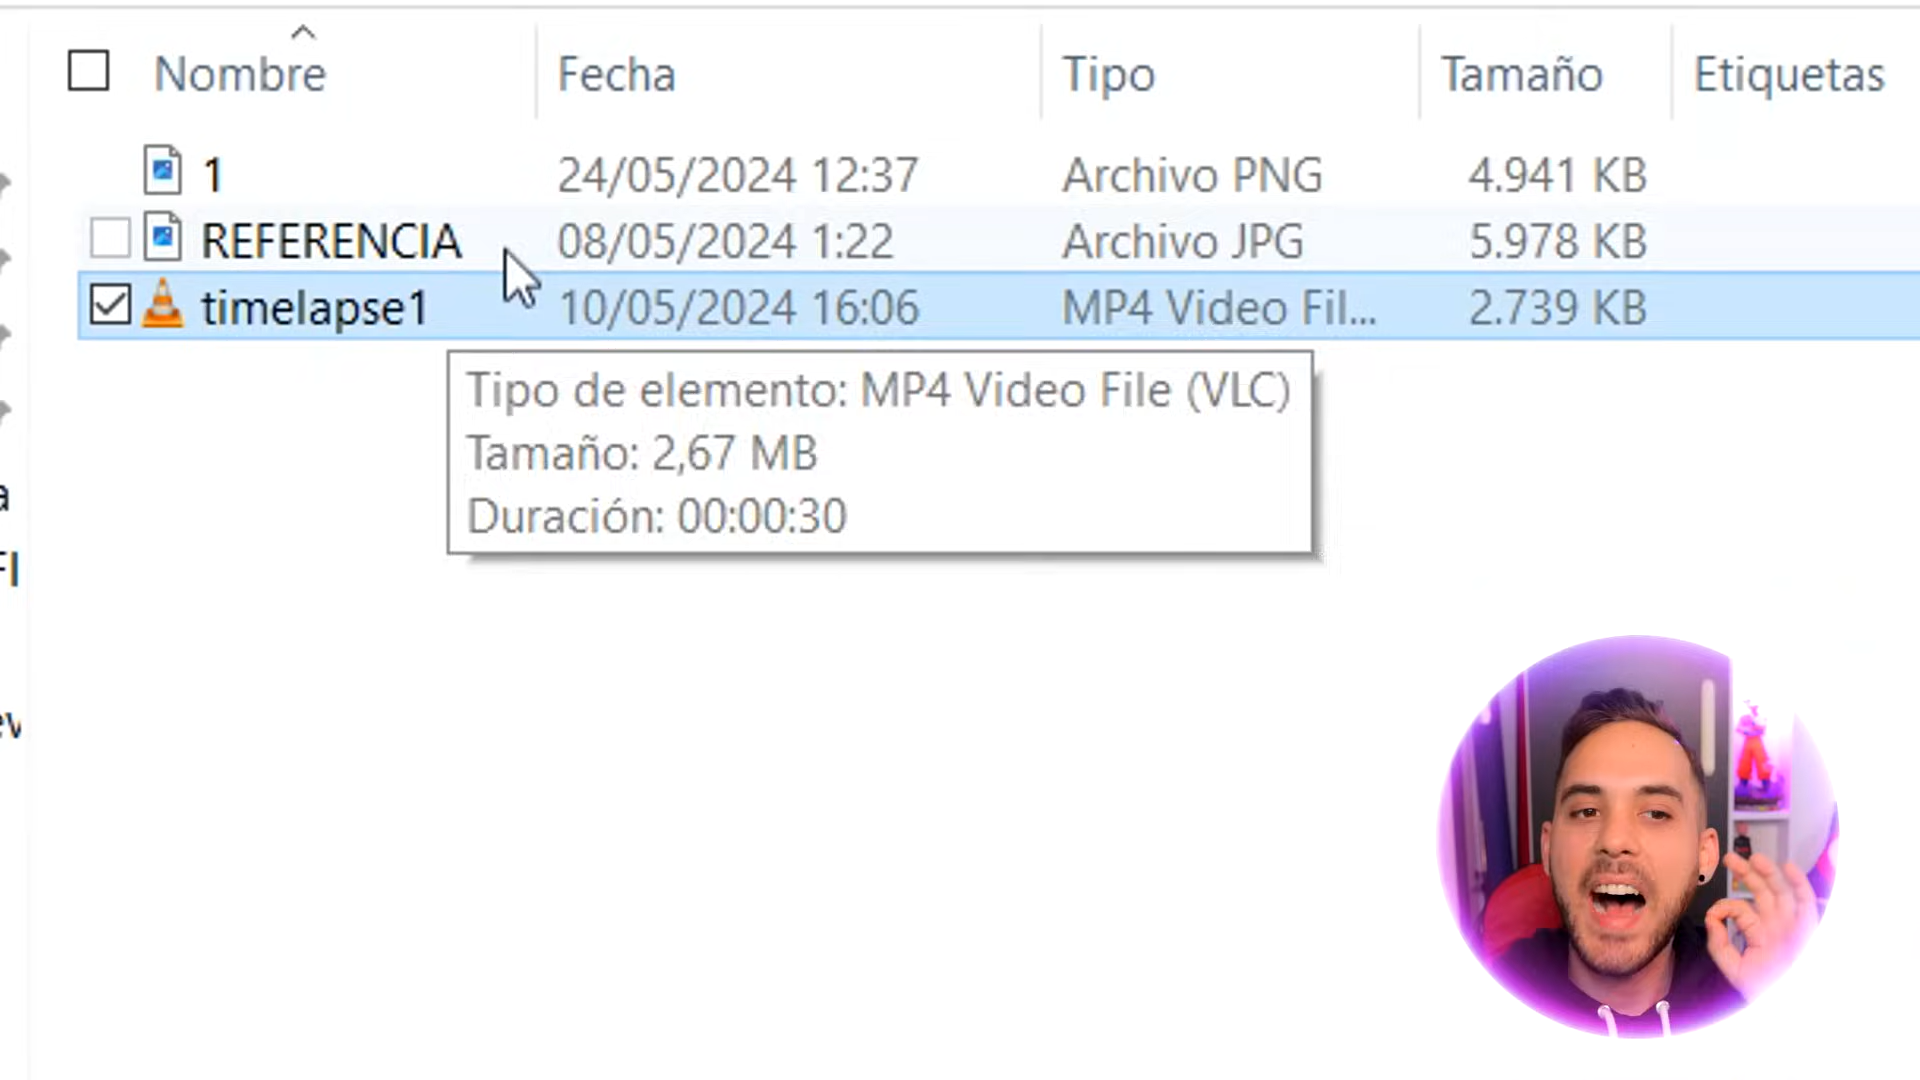 Nombre Fecha Tipo Tamaño Etiquetas
1 24/05/2024 12:37 Archivo PNG 4.941 KB
REFERENCIA 08/05/2024 1:22 Archivo JPG 5.978 KB
timelapse1 10/05/2024 16:06 MP4 Video Fil... 2.739 KB
Tipo de elemento: MP4 Video File (VLC)
Tamaño: 2,67 MB
Duración: 00:00:30